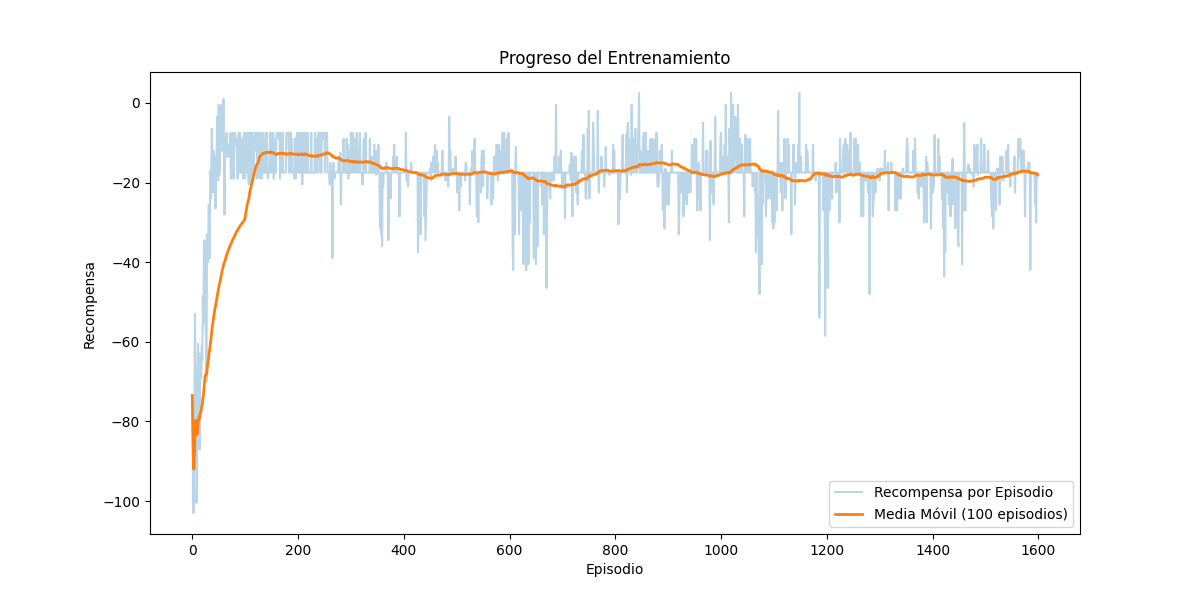 Progreso del Entrenamiento
Recompensa
0
−20
−40
−60
−80
−100
0 200 400 600 800 1000 1200 1400 1600
Episodio
Recompensa por Episodio
Media Móvil (100 episodios)